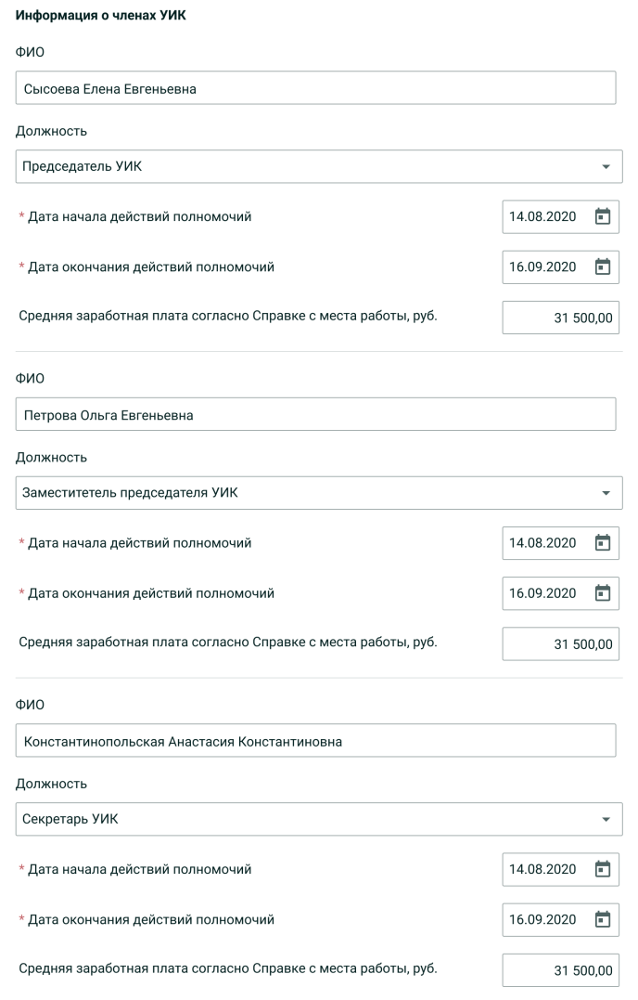 Информация о членах УИК
ФИО
Сысоева Елена Евгеньевна
Должность
Председатель УИК
* Дата начала действий полномочий 14.08.2020
* Дата окончания действий полномочий 16.09.2020
Средняя заработная плата согласно Справке с места работы, руб. 31 500,00
ФИО
Петрова Ольга Евгеньевна
Должность
Заместитетель председателя УИК
* Дата начала действий полномочий 14.08.2020
* Дата окончания действий полномочий 16.09.2020
Средняя заработная плата согласно Справке с места работы, руб. 31 500,00
ФИО
Константинопольская Анастасия Константиновна
Должность
Секретарь УИК
* Дата начала действий полномочий 14.08.2020
* Дата окончания действий полномочий 16.09.2020
Средняя заработная плата согласно Справке с места работы, руб. 31 500,00